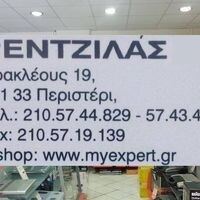 ΡΕΝΤΖΙΛΑΣ
ρακλέους 19,
1 33 Περιστέρι,
λ.: 210.57.44.829 - 57.43.4
x: 210.57.19.139
shop: www.myexpert.gr